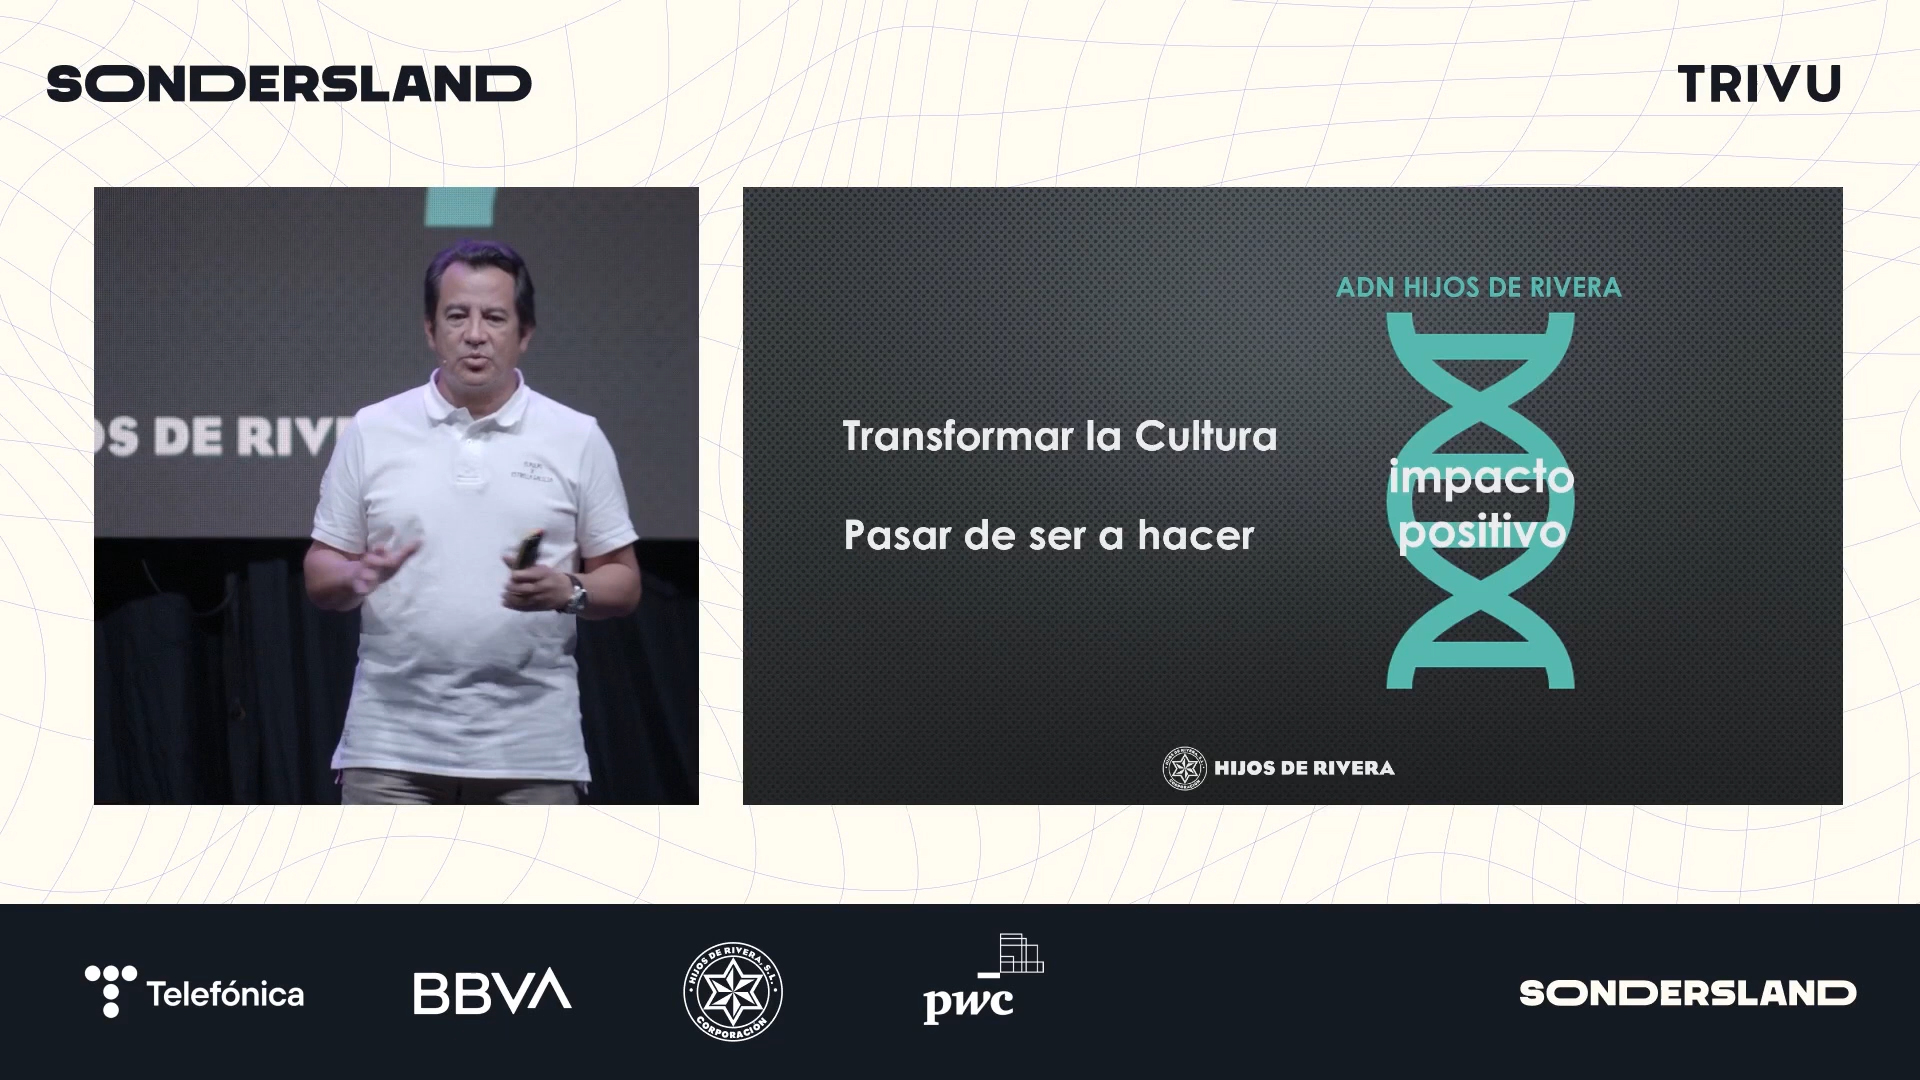 SONDERSLAND
TRIVU
OS DE RIVE
ADN HIJOS DE RIVERA
Transformar la Cultura
impacto
positivo
Pasar de ser a hacer
HIJOS DE RIVERA
Telefónica
BBVA
HIJOS DE RIVERA, S.L.
CORPORACIÓN
pwc
SONDERSLAND